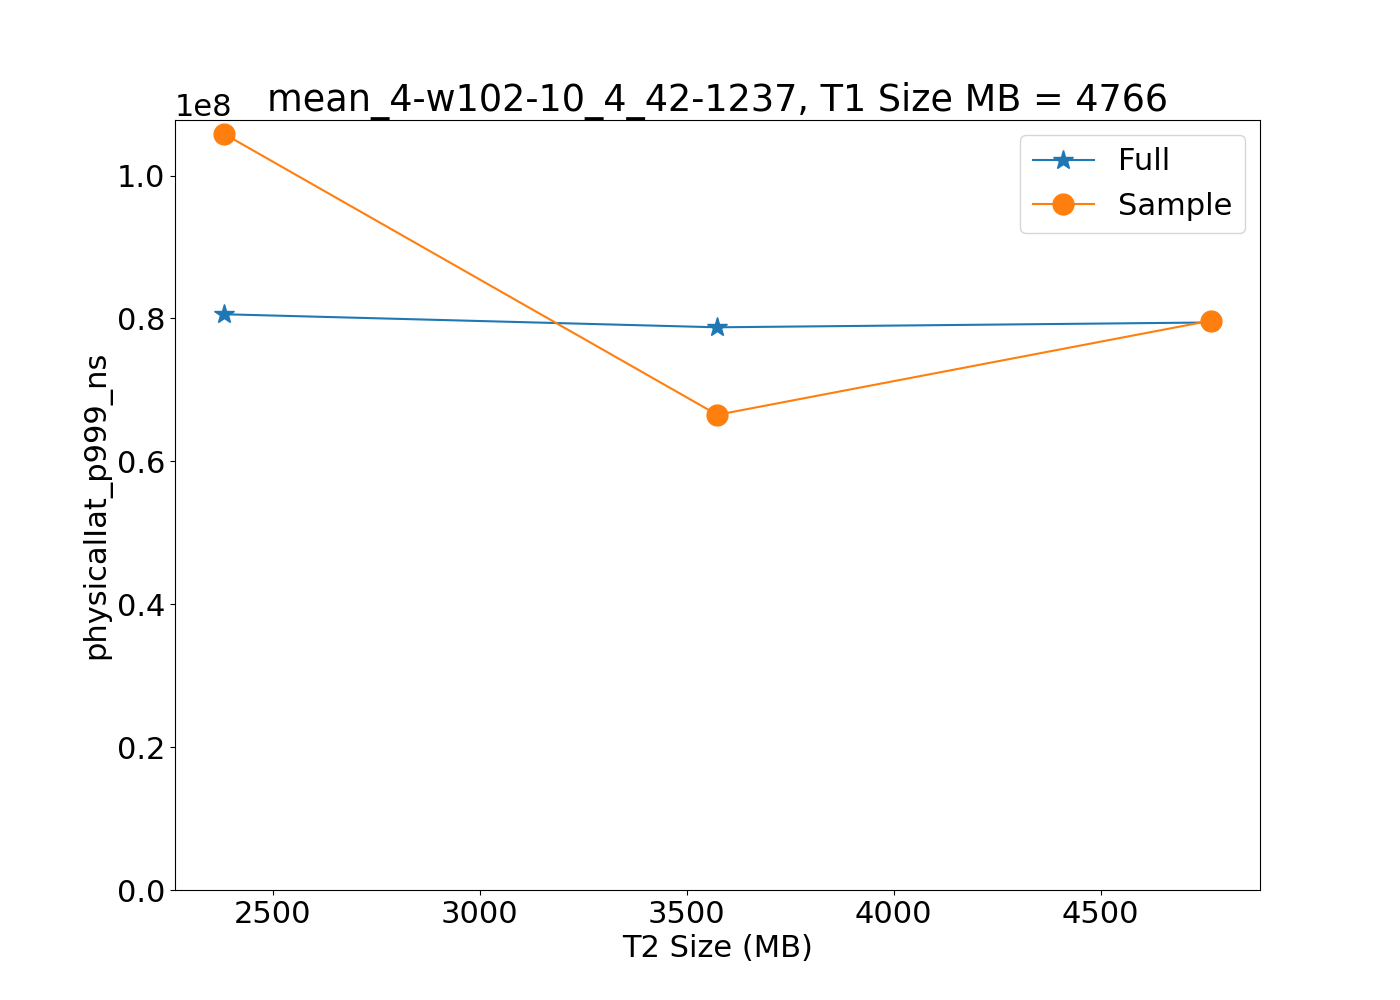 mean_4-w102-10_4_42-1237, T1 Size MB = 4766
1e8
Full
Sample
1.0
0.8
0.6
0.4
0.2
0.0
physicallat_p999_ns
2500
3000
3500
4000
4500
T2 Size (MB)